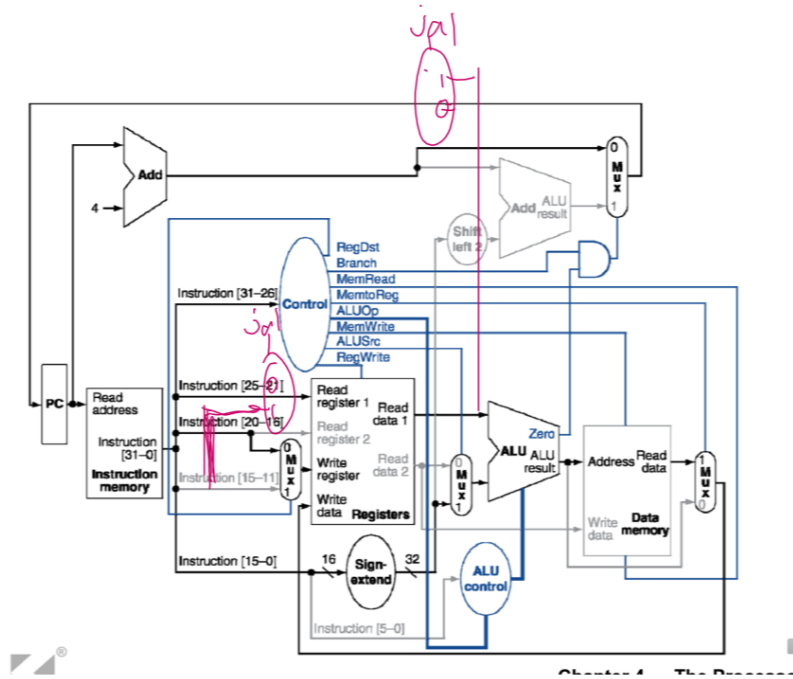 jal
1
0
0
M
u
x
1
Add
4
Add ALU
result
Shift
left 2
RegDst
Branch
MemRead
MemtoReg
ALUOp
MemWrite
ALUSrc
RegWrite
Instruction [31–26]
Control
jal
0
1
PC
Read
address
Instruction
[31–0]
Instruction
memory
Instruction [25–21]
Instruction [20–16]
Instruction [15–11]
0
M
u
x
1
Read
register 1
Read
data 1
Read
register 2
Write
register
Read
data 2
Write
data
Registers
0
M
u
x
1
Zero
ALU ALU
result
Address
Read
data
Write
data
Data
memory
1
M
u
x
0
Instruction [15–0]
16
Sign-
extend
32
ALU
control
Instruction [5–0]
®
Chapter 4 — The Processor